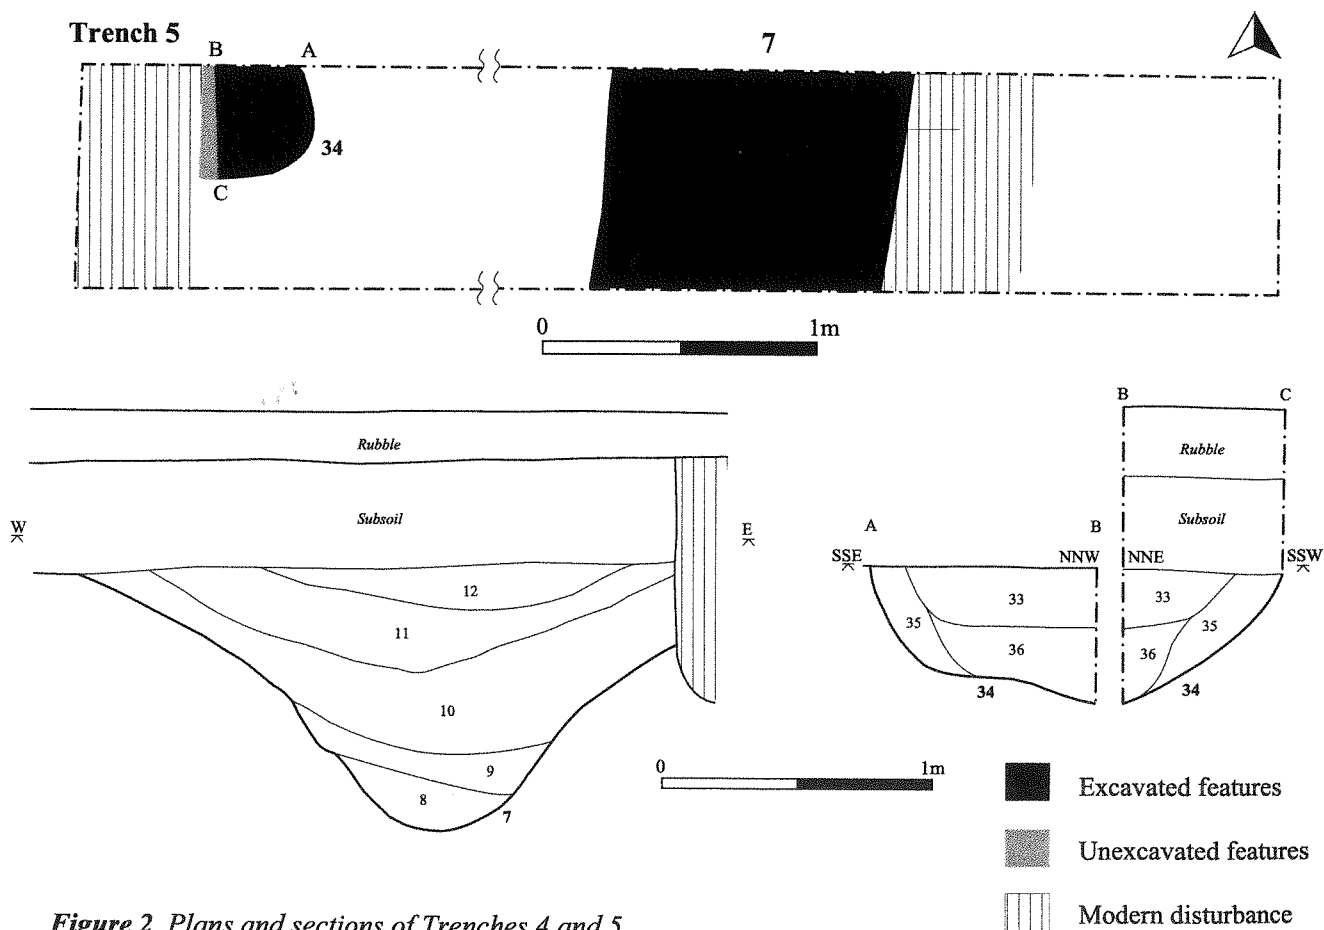 Trench 5
B A
7
34
C
0 1m
B C
Rubble
Rubble
Subsoil
Subsoil
W
E
A B
SSE NNW NNE SSW
12
33
33
11
35
35
36
36
34
34
10
9
8
7
0 1m
Excavated features
Unexcavated features
Modern disturbance
Figure 2. Plans and sections of Trenches 4 and 5